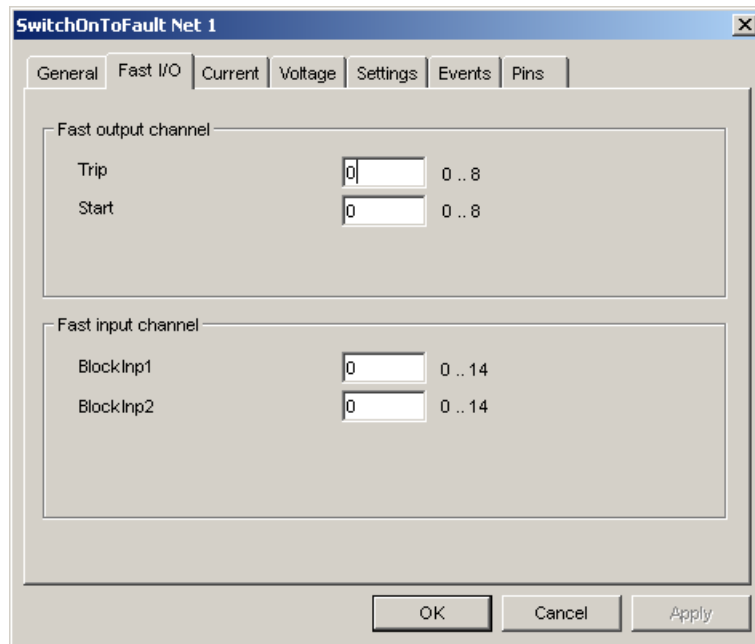 SwitchOnToFault Net 1
General Fast I/O Current Voltage Settings Events Pins
Fast output channel
Trip 0 0 .. 8
Start 0 0 .. 8
Fast input channel
BlockInp1 0 0 .. 14
BlockInp2 0 0 .. 14
OK Cancel Apply